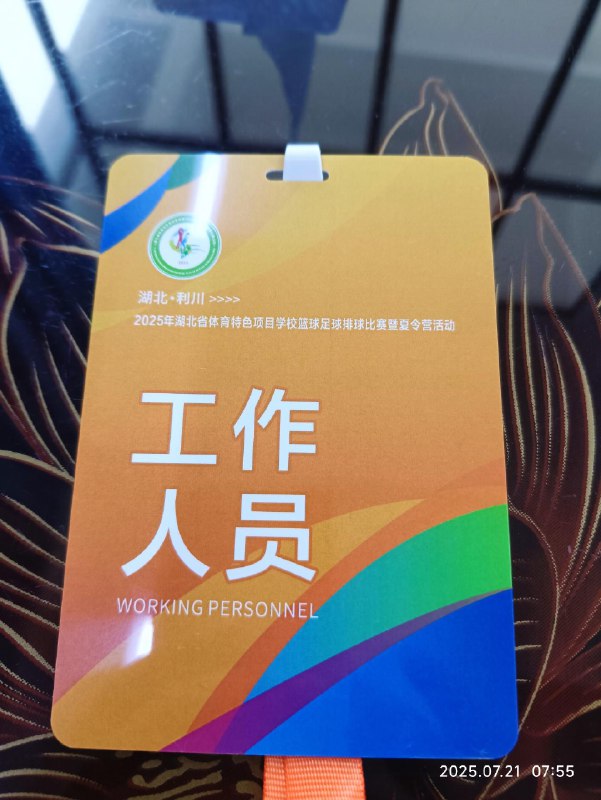 湖北·利川 >>>>
2025年湖北省体育特色项目学校篮球足球排球比赛暨夏令营活动
工作
人员
WORKING PERSONNEL
2025.07.21 07:55